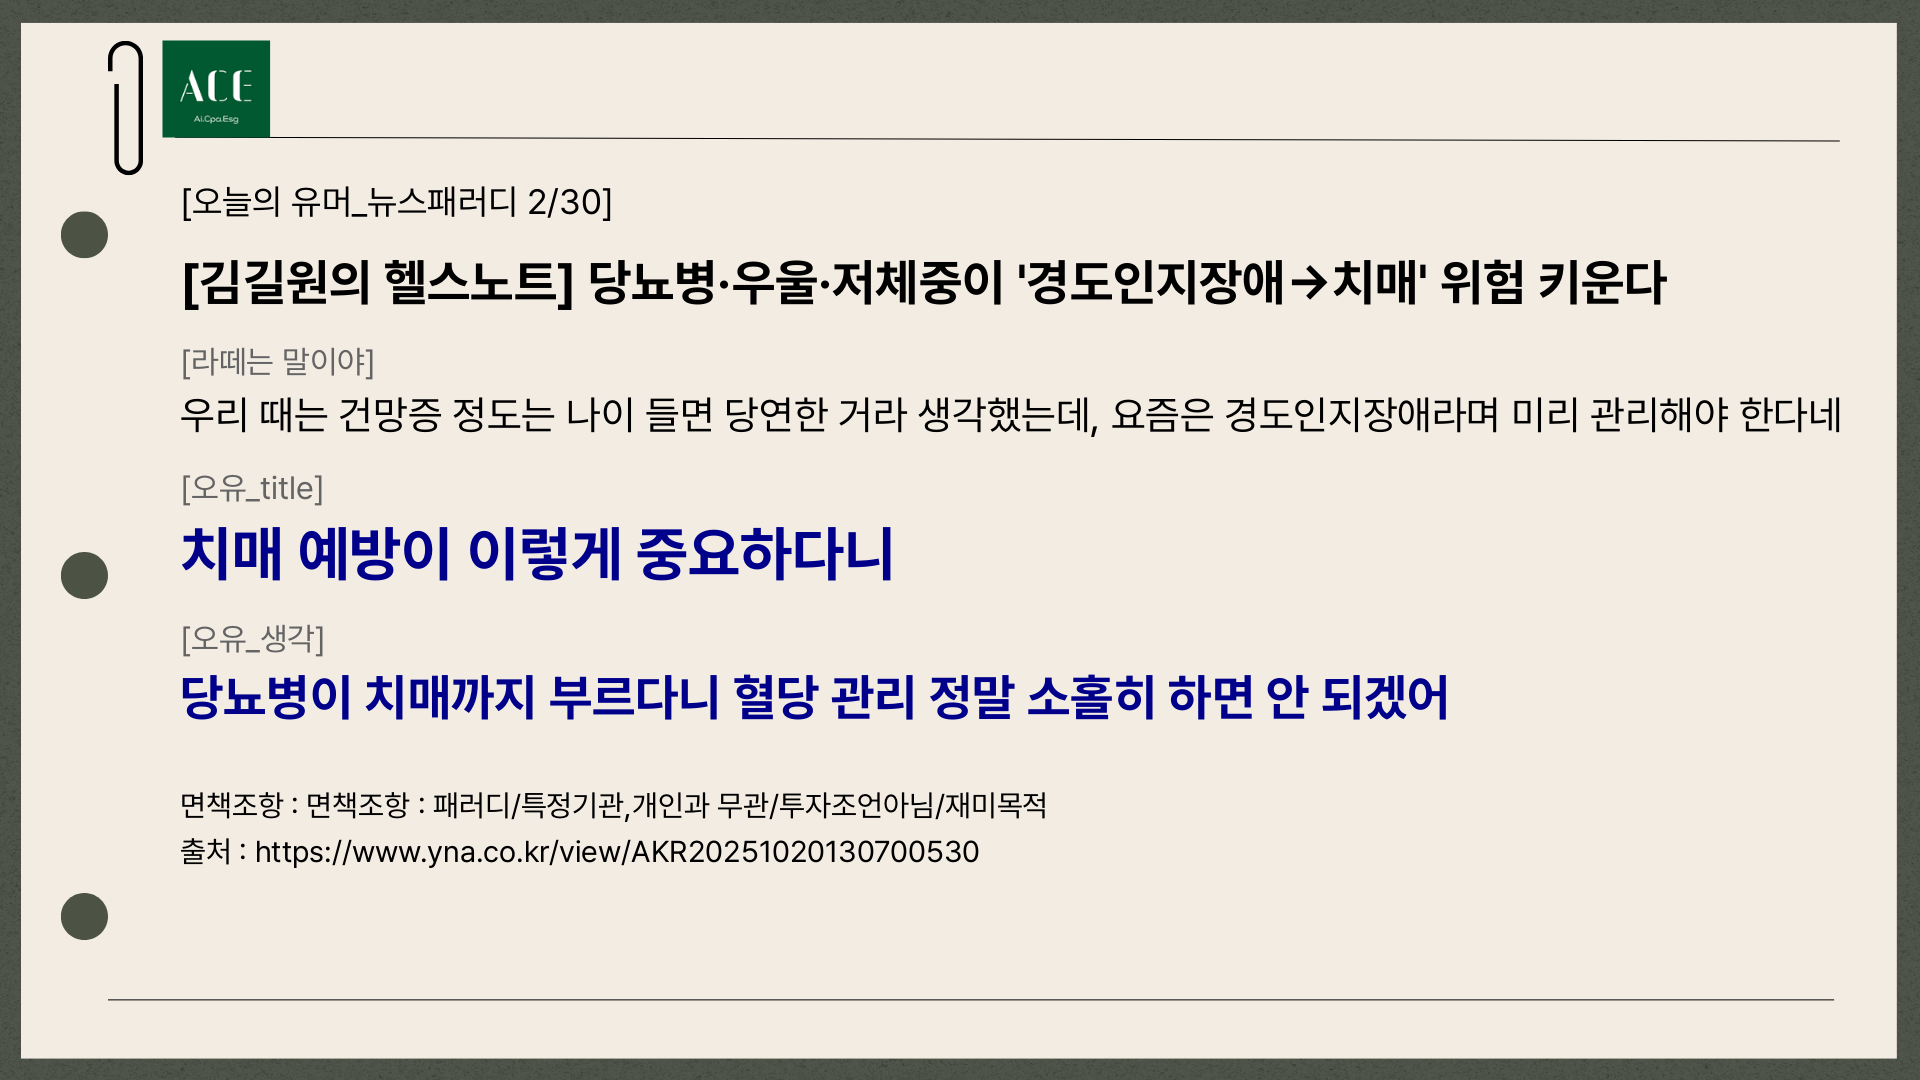 ACE
Ai.Cpa.Esg
[오늘의 유머_뉴스패러디 2/30]
[김길원의 헬스노트] 당뇨병·우울·저체중이 '경도인지장애→치매' 위험 키운다
[라떼는 말이야]
우리 때는 건망증 정도는 나이 들면 당연한 거라 생각했는데, 요즘은 경도인지장애라며 미리 관리해야 한다네
[오유_title]
치매 예방이 이렇게 중요하다니
[오유_생각]
당뇨병이 치매까지 부르다니 혈당 관리 정말 소홀히 하면 안 되겠어
면책조항 : 면책조항 : 패러디/특정기관,개인과 무관/투자조언아님/재미목적
출처 : https://www.yna.co.kr/view/AKR20251020130700530